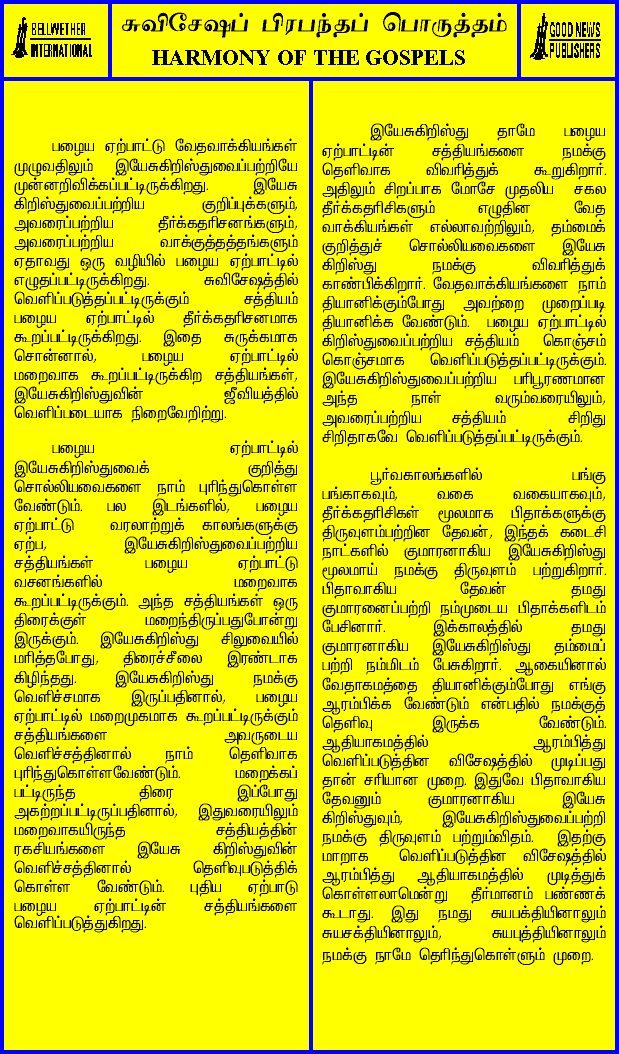 BELLWETHER
INTERNATIONAL
சுவிசேஷப் பிரபந்தப் பொருத்தம்
HARMONY OF THE GOSPELS
GOOD NEWS
PUBLISHERS
பழைய ஏற்பாட்டு வேதவாக்கியங்கள்
முழுவதிலும் இயேசுகிறிஸ்துவைப்பற்றியே
முன்னறிவிக்கப்பட்டிருக்கிறது. இயேசு
கிறிஸ்துவைப்பற்றிய குறிப்புக்களும்,
அவரைப்பற்றிய தீர்க்கதரிசனங்களும்,
அவரைப்பற்றிய வாக்குத்தத்தங்களும்
ஏதாவது ஒரு வழியில் பழைய ஏற்பாட்டில்
எழுதப்பட்டிருக்கிறது. சுவிசேஷத்தில்
வெளிப்படுத்தப்பட்டிருக்கும் சத்தியம்
பழைய ஏற்பாட்டில் தீர்க்கதரிசனமாக
கூறப்பட்டிருக்கிறது. இதை சுருக்கமாக
சொன்னால், பழைய ஏற்பாட்டில்
மறைவாக கூறப்பட்டிருக்கிற சத்தியங்கள்,
இயேசுகிறிஸ்துவின் ஜீவியத்தில்
வெளிப்படையாக நிறைவேறிற்று.
பழைய ஏற்பாட்டில்
இயேசுகிறிஸ்துவைக் குறித்து
சொல்லியவைகளை நாம் புரிந்துகொள்ள
வேண்டும். பல இடங்களில், பழைய
ஏற்பாட்டு வரலாற்றுக் காலங்களுக்கு
ஏற்ப, இயேசுகிறிஸ்துவைப்பற்றிய
சத்தியங்கள் பழைய ஏற்பாட்டு
வசனங்களில் மறைவாக
கூறப்பட்டிருக்கும். அந்த சத்தியங்கள் ஒரு
திரைக்குள் மறைந்திருப்பதுபோன்று
இருக்கும். இயேசுகிறிஸ்து சிலுவையில்
மரித்தபோது, திரைச்சீலை இரண்டாக
கிழிந்தது. இயேசுகிறிஸ்து நமக்கு
வெளிச்சமாக இருப்பதினால், பழைய
ஏற்பாட்டில் மறைமுகமாக கூறப்பட்டிருக்கும்
சத்தியங்களை அவருடைய
வெளிச்சத்தினால் நாம் தெளிவாக
புரிந்துகொள்ளவேண்டும். மறைக்கப்
பட்டிருந்த திரை இப்போது
அகற்றப்பட்டிருப்பதினால், இதுவரையிலும்
மறைவாகயிருந்த சத்தியத்தின்
ரகசியங்களை இயேசு கிறிஸ்துவின்
வெளிச்சத்தினால் தெளிவுபடுத்திக்
கொள்ள வேண்டும். புதிய ஏற்பாடு
பழைய ஏற்பாட்டின் சத்தியங்களை
வெளிப்படுத்துகிறது.
இயேசுகிறிஸ்து தாமே பழைய
ஏற்பாட்டின் சத்தியங்களை நமக்கு
தெளிவாக விவரித்துக் கூறுகிறார்.
அதிலும் சிறப்பாக மோசே முதலிய சகல
தீர்க்கதரிசிகளும் எழுதின வேத
வாக்கியங்கள் எல்லாவற்றிலும், தம்மைக்
குறித்துச் சொல்லியவைகளை இயேசு
கிறிஸ்து நமக்கு விவரித்துக்
காண்பிக்கிறார். வேதவாக்கியங்களை நாம்
தியானிக்கும்போது அவற்றை முறைப்படி
தியானிக்க வேண்டும். பழைய ஏற்பாட்டில்
கிறிஸ்துவைப்பற்றிய சத்தியம் கொஞ்சம்
கொஞ்சமாக வெளிப்படுத்தப்பட்டிருக்கும்.
இயேசுகிறிஸ்துவைப்பற்றிய பரிபூரணமான
அந்த நாள் வரும்வரையிலும்,
அவரைப்பற்றிய சத்தியம் சிறிது
சிறிதாகவே வெளிப்படுத்தப்பட்டிருக்கும்.
பூர்வகாலங்களில் பங்கு
பங்காகவும், வகை வகையாகவும்,
தீர்க்கதரிசிகள் மூலமாக பிதாக்களுக்கு
திருவுளம்பற்றின தேவன், இந்தக் கடைசி
நாட்களில் குமாரனாகிய இயேசுகிறிஸ்து
மூலமாய் நமக்கு திருவுளம் பற்றுகிறார்.
பிதாவாகிய தேவன் தமது
குமாரனைப்பற்றி நம்முடைய பிதாக்களிடம்
பேசினார். இக்காலத்தில் தமது
குமாரனாகிய இயேசுகிறிஸ்து தம்மைப்
பற்றி நம்மிடம் பேசுகிறார். ஆகையினால்
வேதாகமத்தை தியானிக்கும்போது எங்கு
ஆரம்பிக்க வேண்டும் என்பதில் நமக்குத்
தெளிவு இருக்க வேண்டும்.
ஆதியாகமத்தில் ஆரம்பித்து
வெளிப்படுத்தின விசேஷத்தில் முடிப்பது
தான் சரியான முறை. இதுவே பிதாவாகிய
தேவனும் குமாரனாகிய இயேசு
கிறிஸ்துவும், இயேசுகிறிஸ்துவைப்பற்றி
நமக்கு திருவுளம் பற்றும்விதம். இதற்கு
மாறாக வெளிப்படுத்தின விசேஷத்தில்
ஆரம்பித்து ஆதியாகமத்தில் முடித்துக்
கொள்ளலாமென்று தீர்மானம் பண்ணக்
கூடாது. இது நமது சுயபக்தியினாலும்
சுயசக்தியினாலும், சுயபுத்தியினாலும்
நமக்கு நாமே தெரிந்துகொள்ளும் முறை.